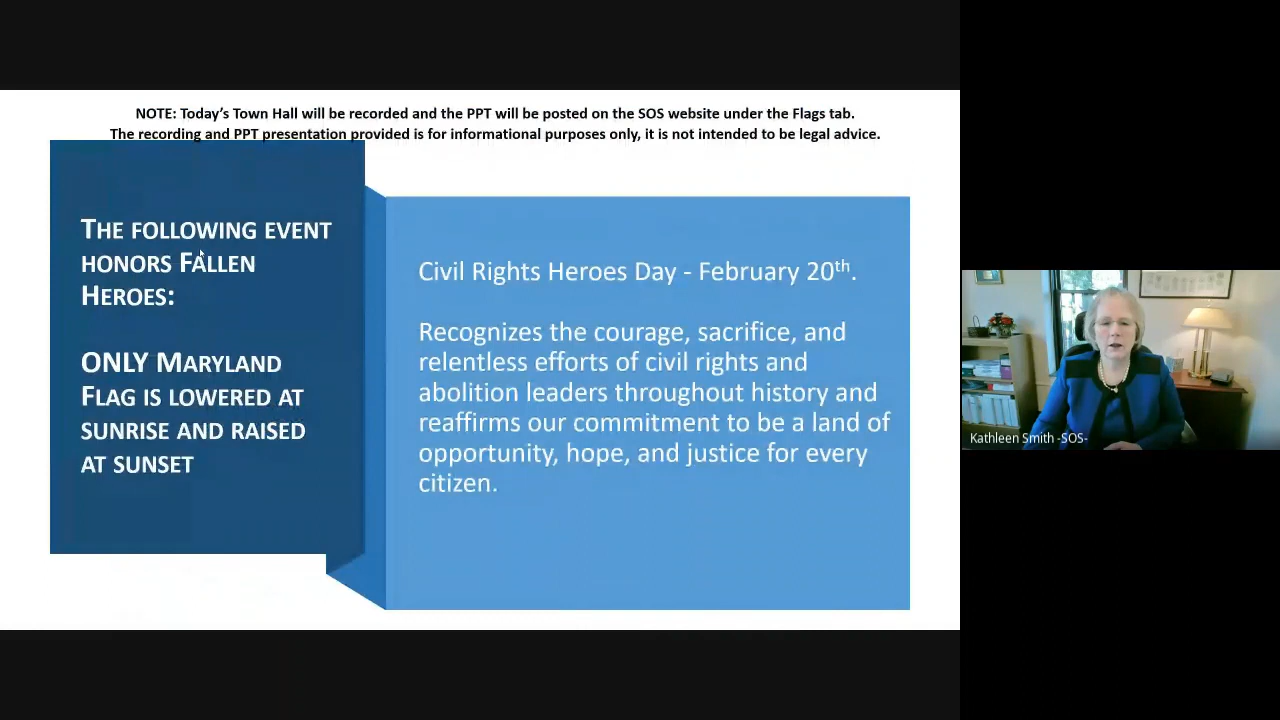 NOTE: Today's Town Hall will be recorded and the PPT will be posted on the SOS website under the Flags tab.
The recording and PPT presentation provided is for informational purposes only, it is not intended to be legal advice.
THE FOLLOWING EVENT
HONORS FALLEN
HEROES:
ONLY MARYLAND
FLAG IS LOWERED AT
SUNRISE AND RAISED
AT SUNSET
Civil Rights Heroes Day - February 20th.
Recognizes the courage, sacrifice, and
relentless efforts of civil rights and
abolition leaders throughout history and
reaffirms our commitment to be a land of
opportunity, hope, and justice for every
citizen.
Kathleen Smith -SOS-